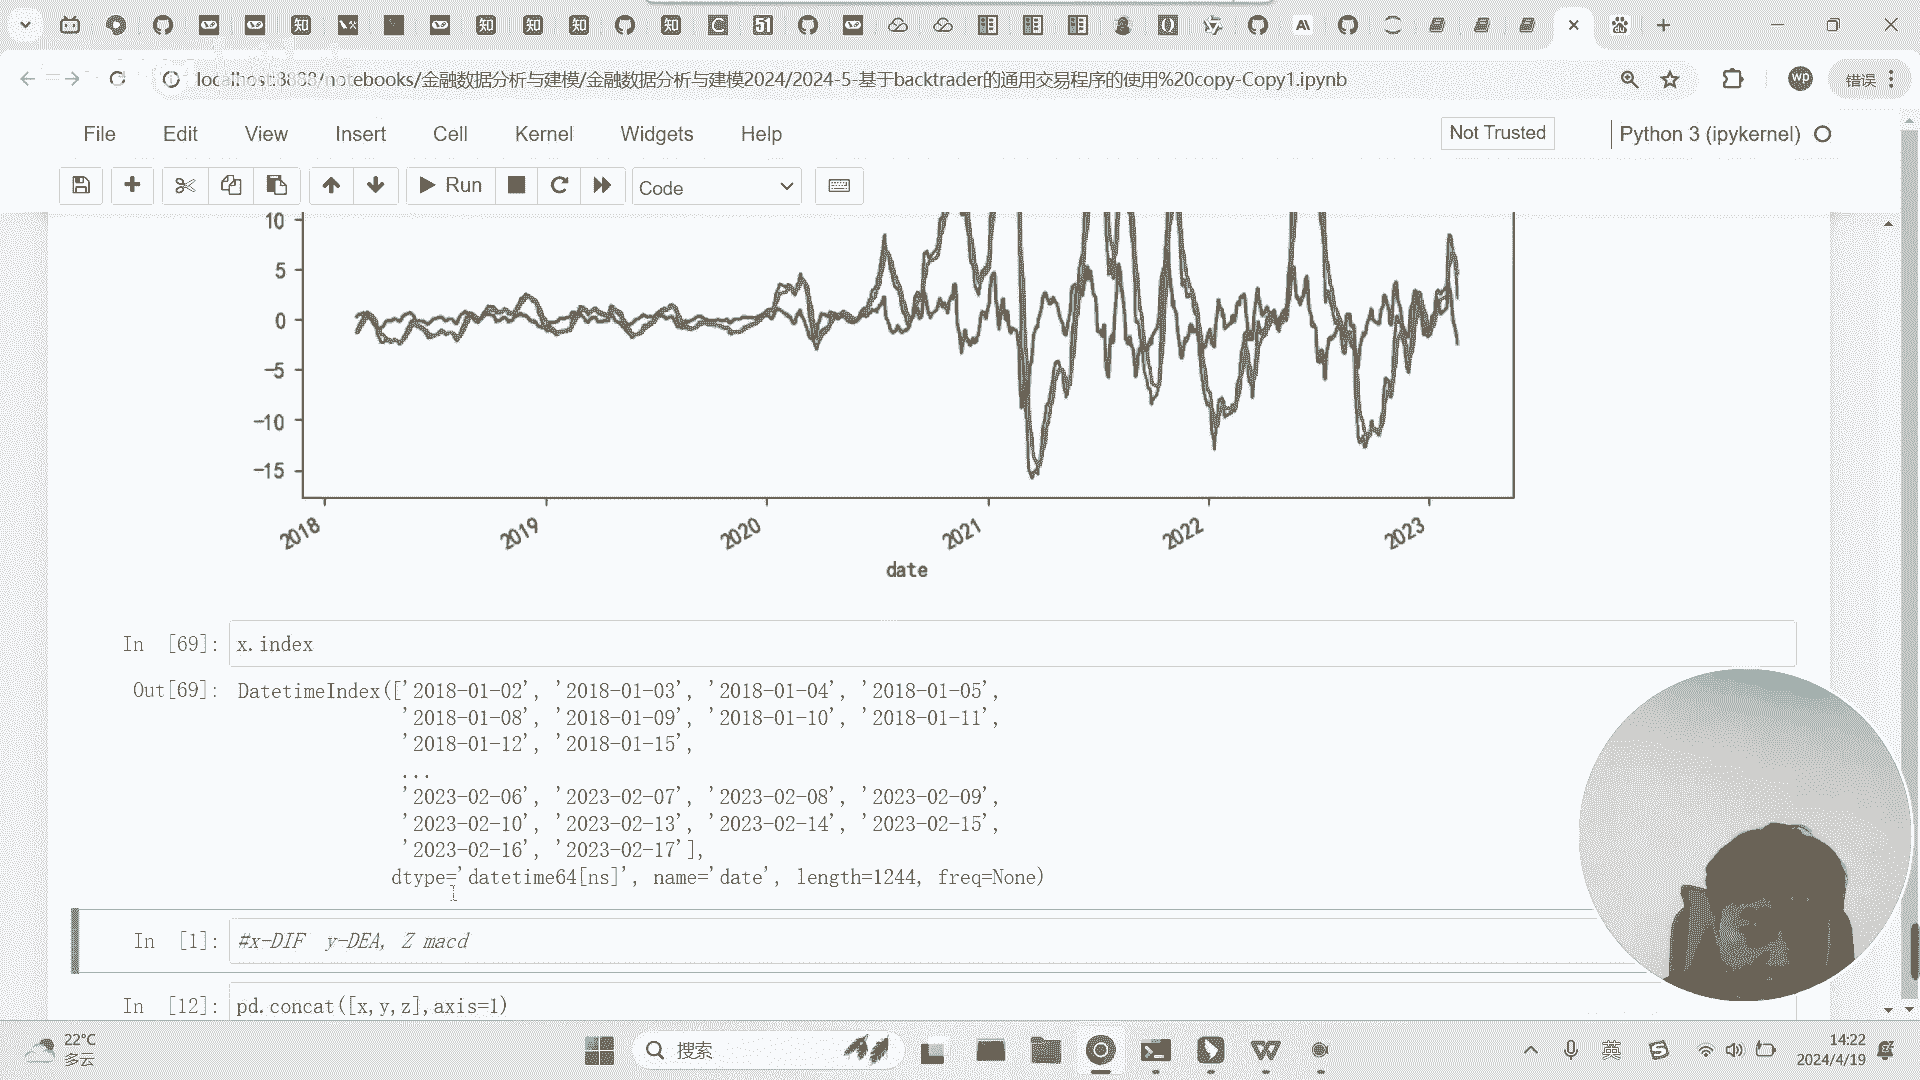 localhost:8888/notebooks/金融数据分析与建模/金融数据分析与建模2024/2024-5-基于backtrader的通用交易程序的使用%20copy-Copy1.ipynb
wp
错误
File Edit View Insert Cell Kernel Widgets Help
Not Trusted
Python 3 (ipykernel)
Run
Code
10
5
0
−5
−10
−15
2018 2019 2020 2021 2022 2023
date
In [69]: x.index
Out[69]: DatetimeIndex(['2018-01-02', '2018-01-03', '2018-01-04', '2018-01-05',
'2018-01-08', '2018-01-09', '2018-01-10', '2018-01-11',
'2018-01-12', '2018-01-15',
...
'2023-02-06', '2023-02-07', '2023-02-08', '2023-02-09',
'2023-02-10', '2023-02-13', '2023-02-14', '2023-02-15',
'2023-02-16', '2023-02-17'],
dtype='datetime64[ns]', name='date', length=1244, freq=None)
In [1]: #x-DIF y-DEA, Z macd
In [12]: pd.concat([x,y,z],axis=1)
22°C
多云
搜索
英
14:22
2024/4/19